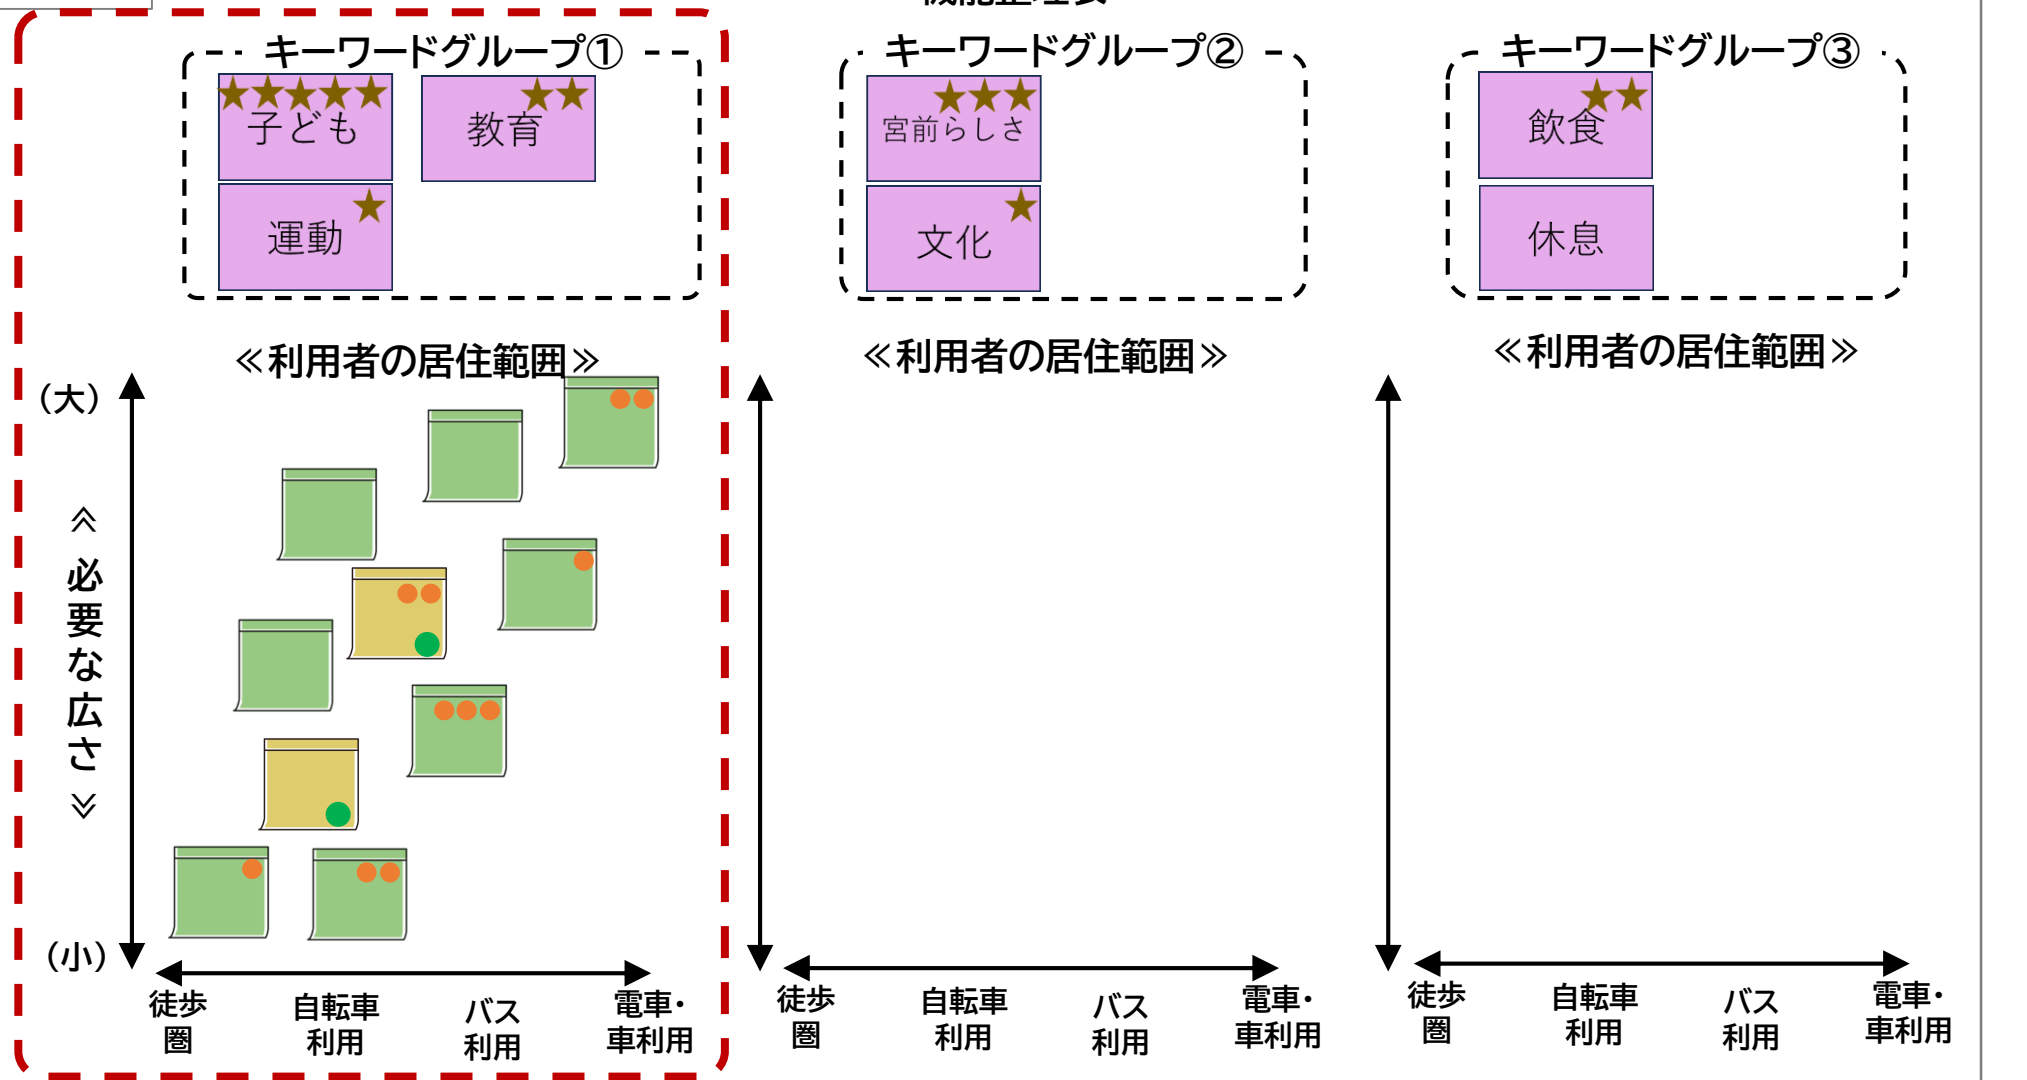 キーワードグループ①
子ども
教育
運動
≪利用者の居住範囲≫
（大）
≪必要な広さ≫
（小）
徒歩
圏
自転車
利用
バス
利用
電車・
車利用
キーワードグループ②
宮前らしさ
文化
≪利用者の居住範囲≫
徒歩
圏
自転車
利用
バス
利用
電車・
車利用
キーワードグループ③
飲食
休息
≪利用者の居住範囲≫
徒歩
圏
自転車
利用
バス
利用
電車・
車利用